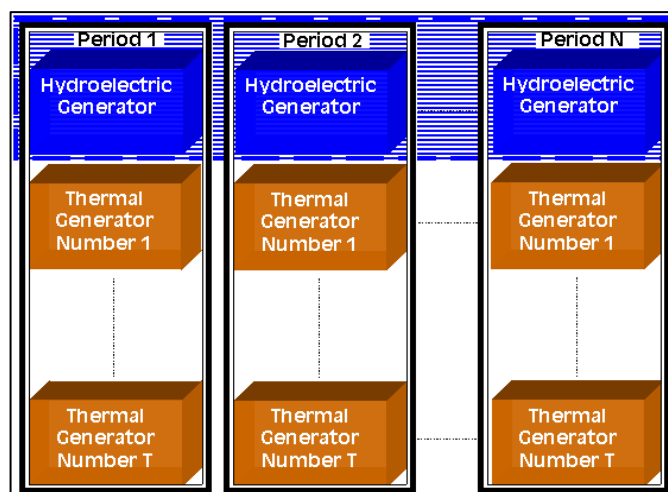 Period 1
Period 2
Period N
Hydroelectric
Generator
Hydroelectric
Generator
Hydroelectric
Generator
Thermal
Generator
Number 1
Thermal
Generator
Number 1
Thermal
Generator
Number 1
Thermal
Generator
Number T
Thermal
Generator
Number T
Thermal
Generator
Number T